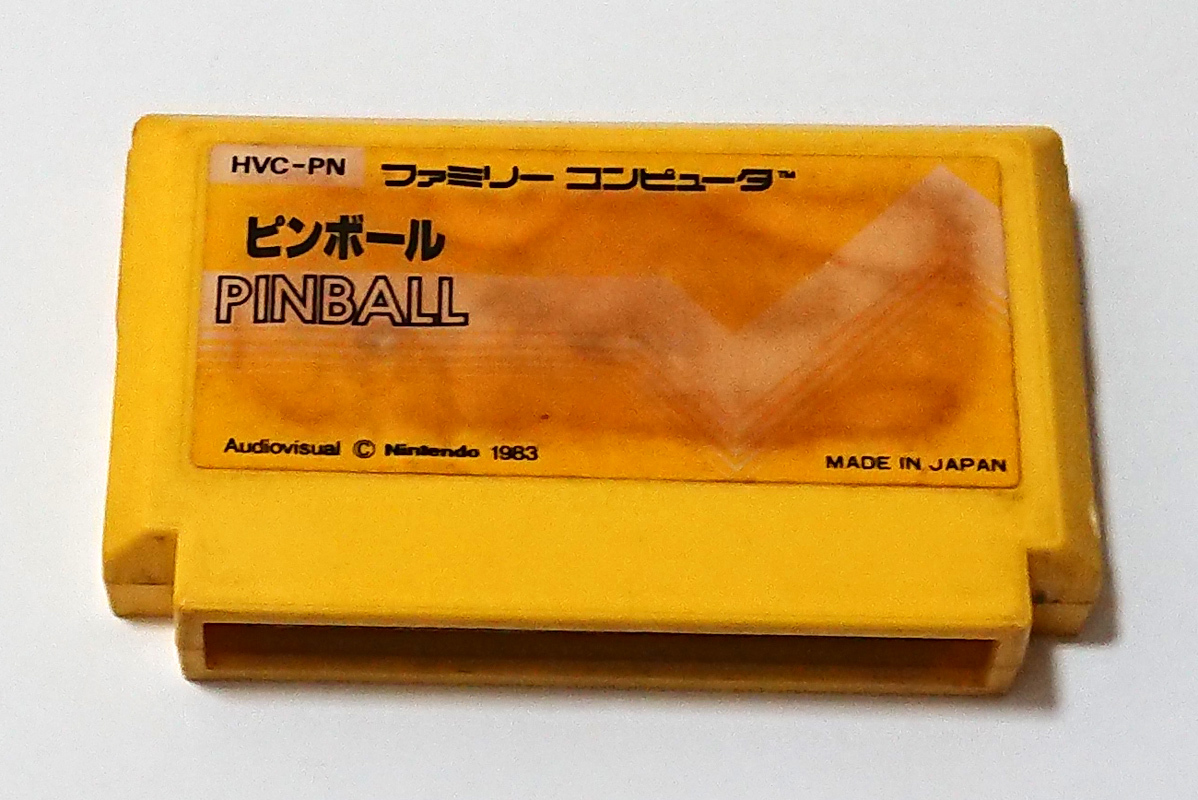 HVC-PN ファミリー コンピュータ™
ピンボール
PINBALL
Audiovisual © Nintendo 1983
MADE IN JAPAN